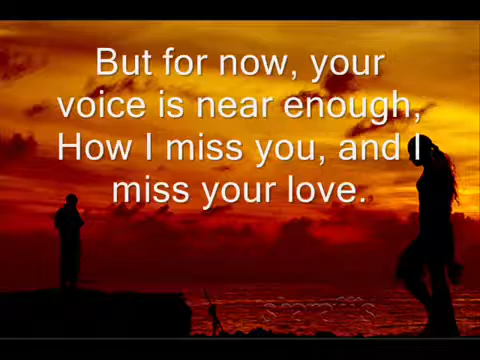 But for now, your
voice is near enough,
How I miss you, and I
miss your love.